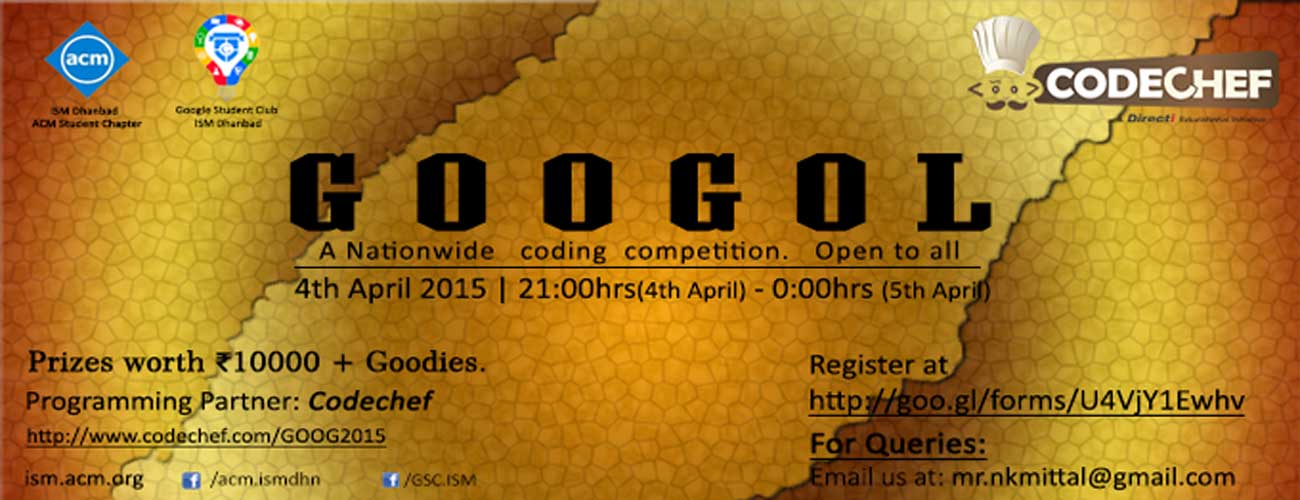 acm
ISM Dhanbad
ACM Student Chapter
Google Student Club
ISM Dhanbad
CODECHEF
Directi
GOOGOL
A Nationwide coding competition. Open to all
4th April 2015 | 21:00hrs(4th April) - 0:00hrs (5th April)
Prizes worth ₹10000 + Goodies.
Programming Partner: Codechef
http://www.codechef.com/GOOG2015
ism.acm.org /acm.ismdhn /GSC.ISM
Register at
http://goo.gl/forms/U4VjY1Ewhv
For Queries:
Email us at: mr.nkmittal@gmail.com